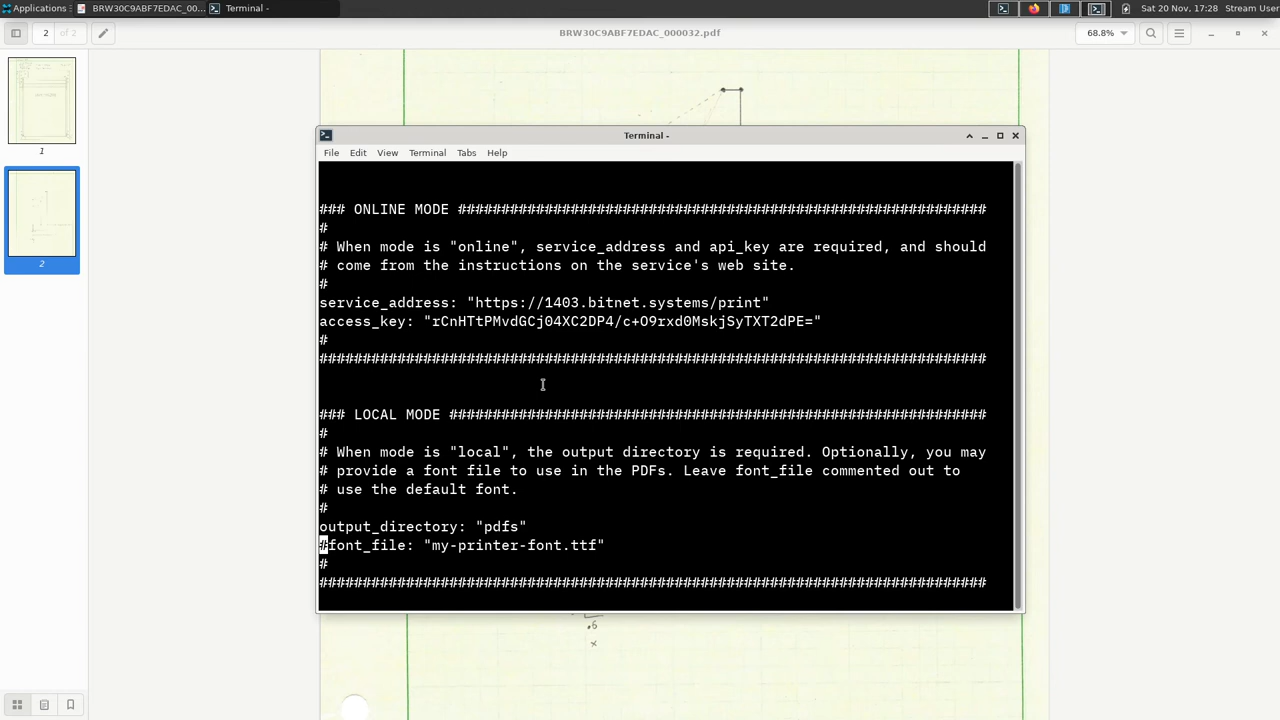 Applications
BRW30C9ABF7EDAC_00...
Terminal -
Sat 20 Nov, 17:28
Stream User
2
of 2
BRW30C9ABF7EDAC_000032.pdf
68.8%
1
2
Terminal -
File Edit View Terminal Tabs Help
### ONLINE MODE #############################################################
#
# When mode is "online", service_address and api_key are required, and should
# come from the instructions on the service's web site.
#
service_address: "https://1403.bitnet.systems/print"
access_key: "rCnHTtPMvdGCj04XC2DP4/c+O9rxd0MskjSyTXT2dPE="
#
#############################################################################
### LOCAL MODE ##############################################################
#
# When mode is "local", the output directory is required. Optionally, you may
# provide a font file to use in the PDFs. Leave font_file commented out to
# use the default font.
#
output_directory: "pdfs"
#font_file: "my-printer-font.ttf"
#
#############################################################################
.6
x